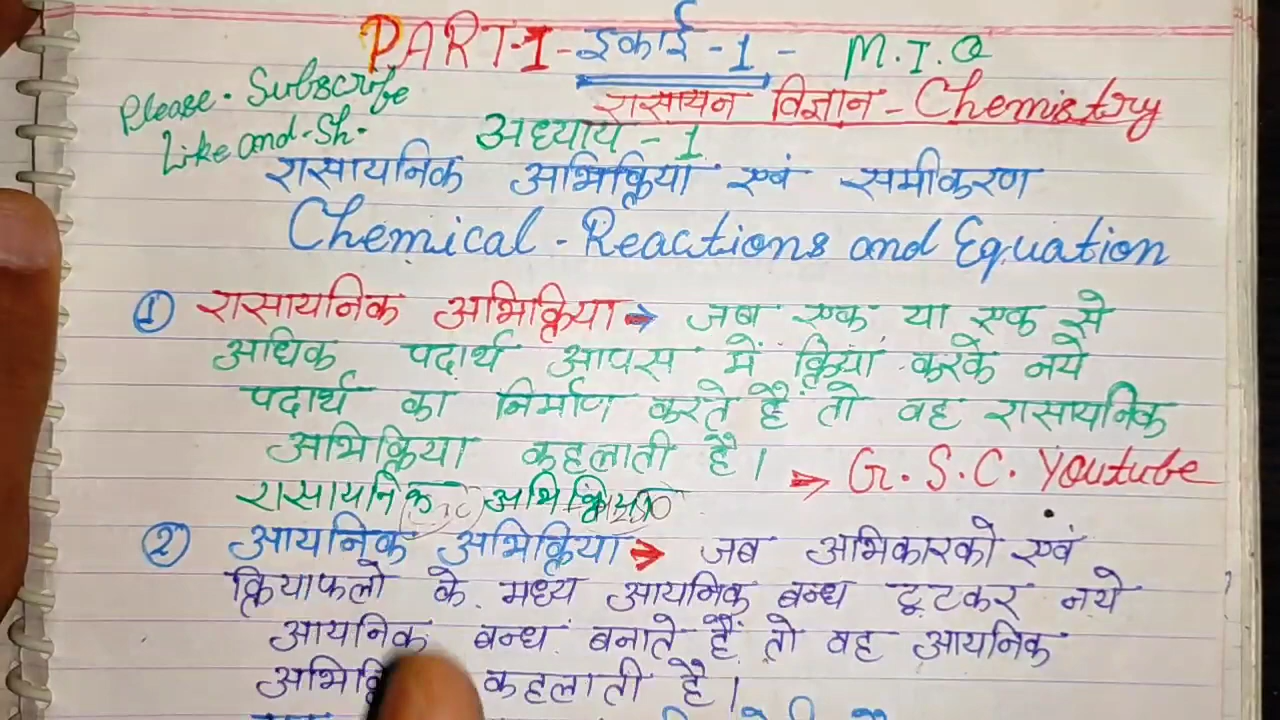 PART-1-इकाई-1 - M.I.Q
Please. Subscribe
Like and-Sh.
रासायन विज्ञान - Chemistry
अध्याय - 1
रासायनिक अभिक्रिया एवं समीकरण
Chemical - Reactions and Equation
① रासायनिक अभिक्रिया → जब एक या एक से
अधिक पदार्थ आपस में क्रिया करके नये
पदार्थ का निर्माण करते हैं तो वह रासायनिक
अभिक्रिया कहलाती है।
→ G.S.C. Youtube
रासायनिक
② आयनिक अभिक्रिया → जब अभिकारको एवं
क्रियाफलो के मध्य आयनिक बन्ध टूटकर नये
आयनिक बन्ध बनाते हैं तो वह आयनिक
कहलाती है।